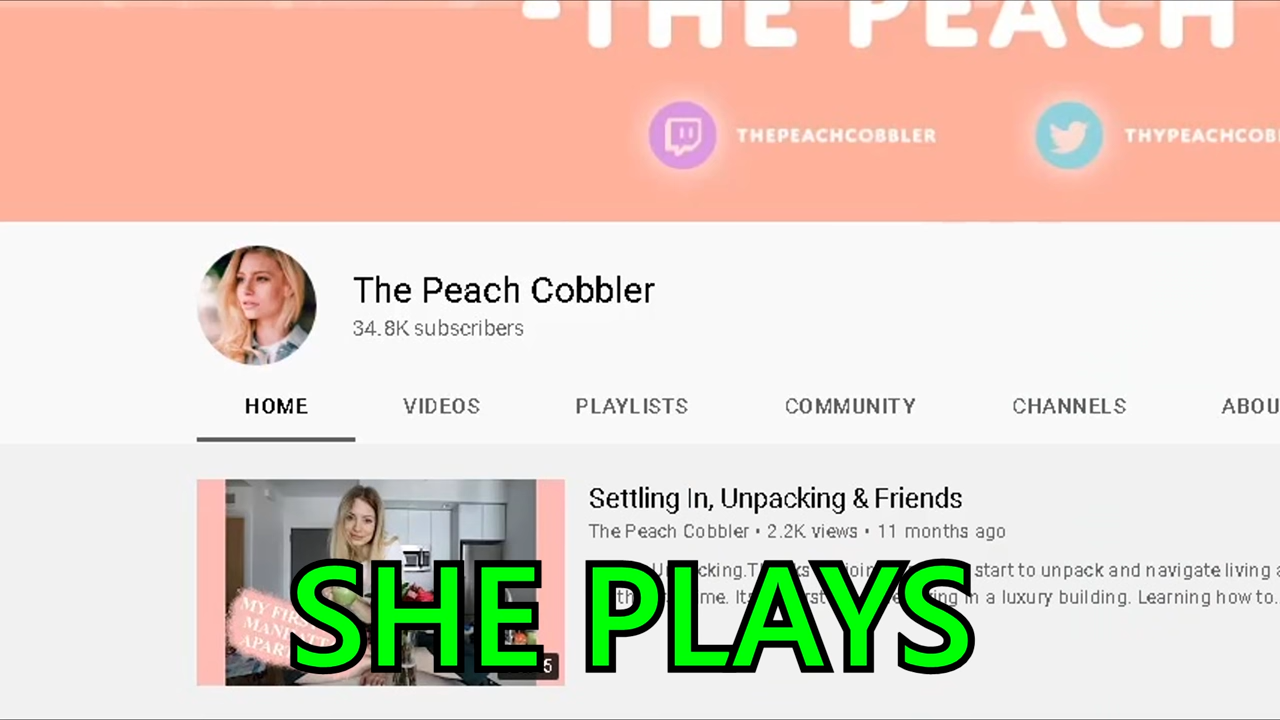 THE PEACH
THEPEACHCOBBLER
The Peach Cobbler
34.8K subscribers
HOME VIDEOS PLAYLISTS COMMUNITY CHANNELS
Settling In, Unpacking & Friends
The Peach Cobbler • 2.2K views • 11 months ago
start to unpack and navigate living
in a luxury building. Learning how to.
MY FIRST
SHE PLAYS